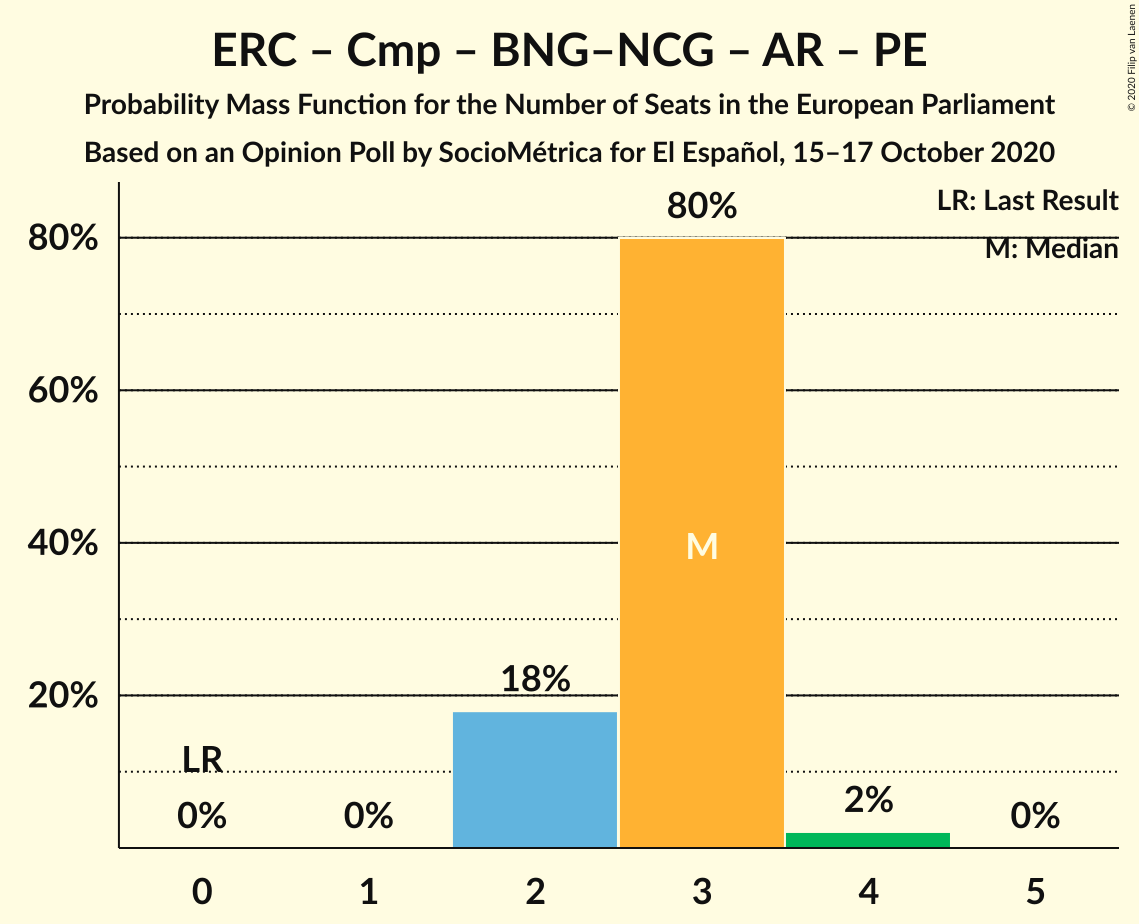 ERC – Cmp – BNG–NCG – AR – PE
Probability Mass Function for the Number of Seats in the European Parliament
Based on an Opinion Poll by SocioMétrica for El Español, 15–17 October 2020
© 2020 Filip van Laenen
LR: Last Result
M: Median
80%
60%
40%
20%
LR
0%
0%
18%
80%
M
2%
0%
0
1
2
3
4
5